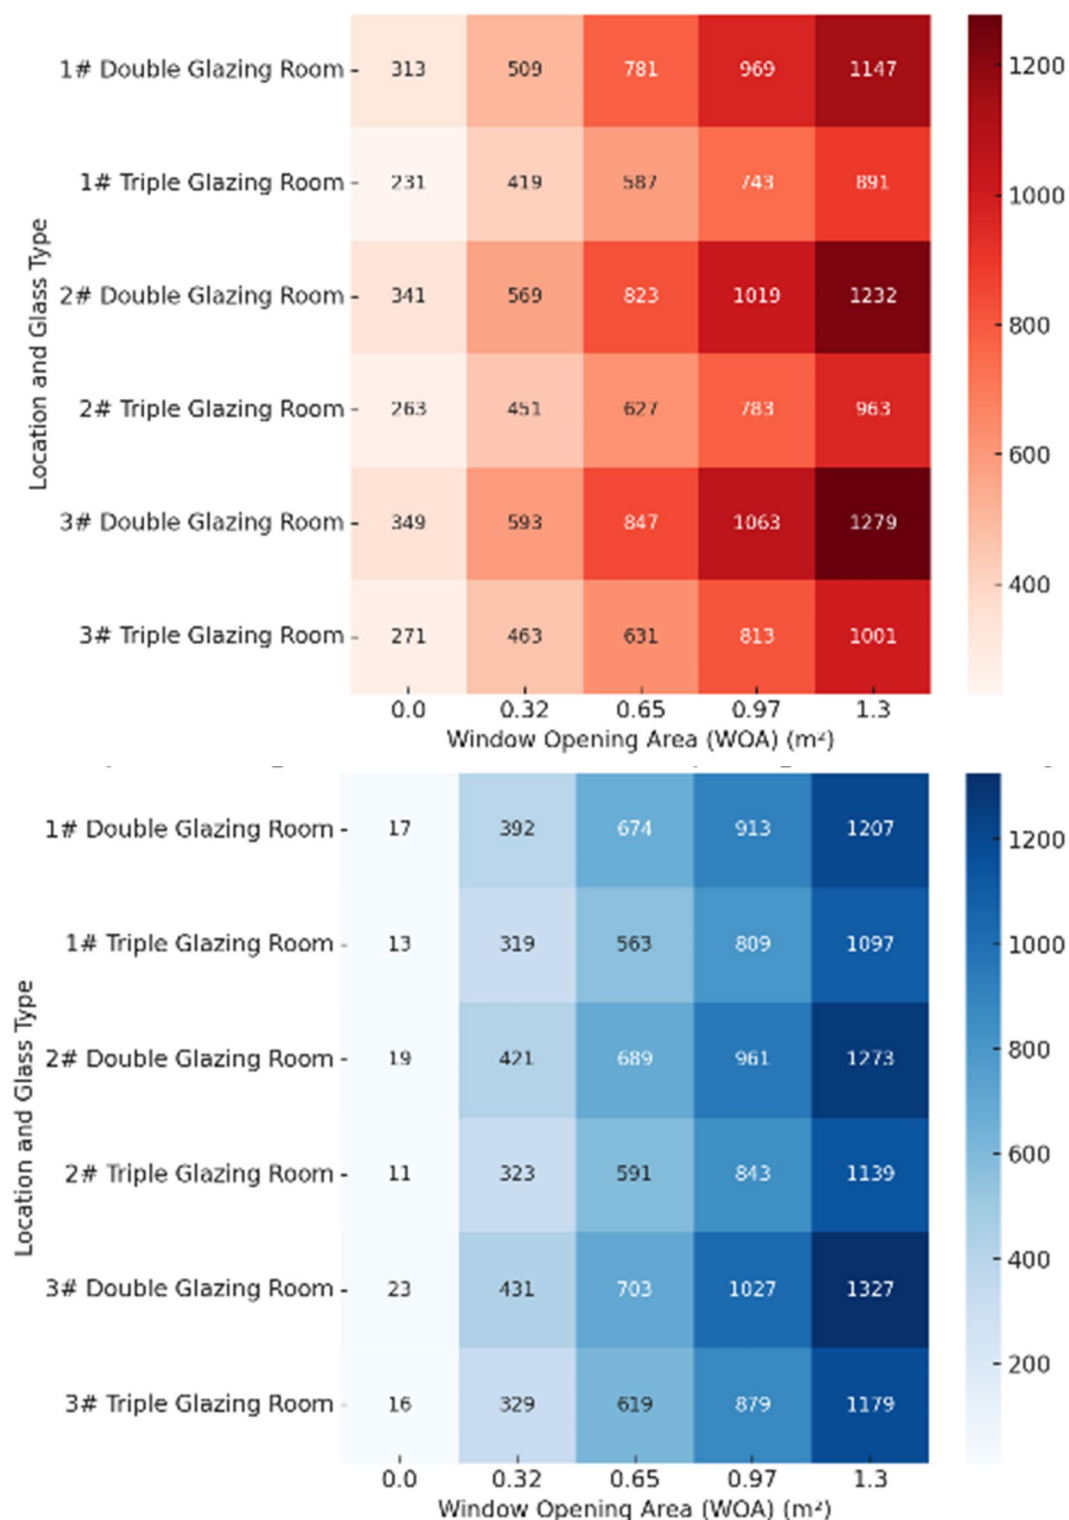 1# Double Glazing Room 313 509 781 969 1147
1# Triple Glazing Room 231 419 587 743 891
2# Double Glazing Room 341 569 823 1019 1232
2# Triple Glazing Room 263 451 627 783 963
3# Double Glazing Room 349 593 847 1063 1279
3# Triple Glazing Room 271 463 631 813 1001
0.0 0.32 0.65 0.97 1.3
Window Opening Area (WOA) (m²)
Location and Glass Type
1200
1000
800
600
400
1# Double Glazing Room 17 392 674 913 1207
1# Triple Glazing Room 13 319 563 809 1097
2# Double Glazing Room 19 421 689 961 1273
2# Triple Glazing Room 11 323 591 843 1139
3# Double Glazing Room 23 431 703 1027 1327
3# Triple Glazing Room 16 329 619 879 1179
0.0 0.32 0.65 0.97 1.3
Window Opening Area (WOA) (m²)
Location and Glass Type
1200
1000
800
600
400
200